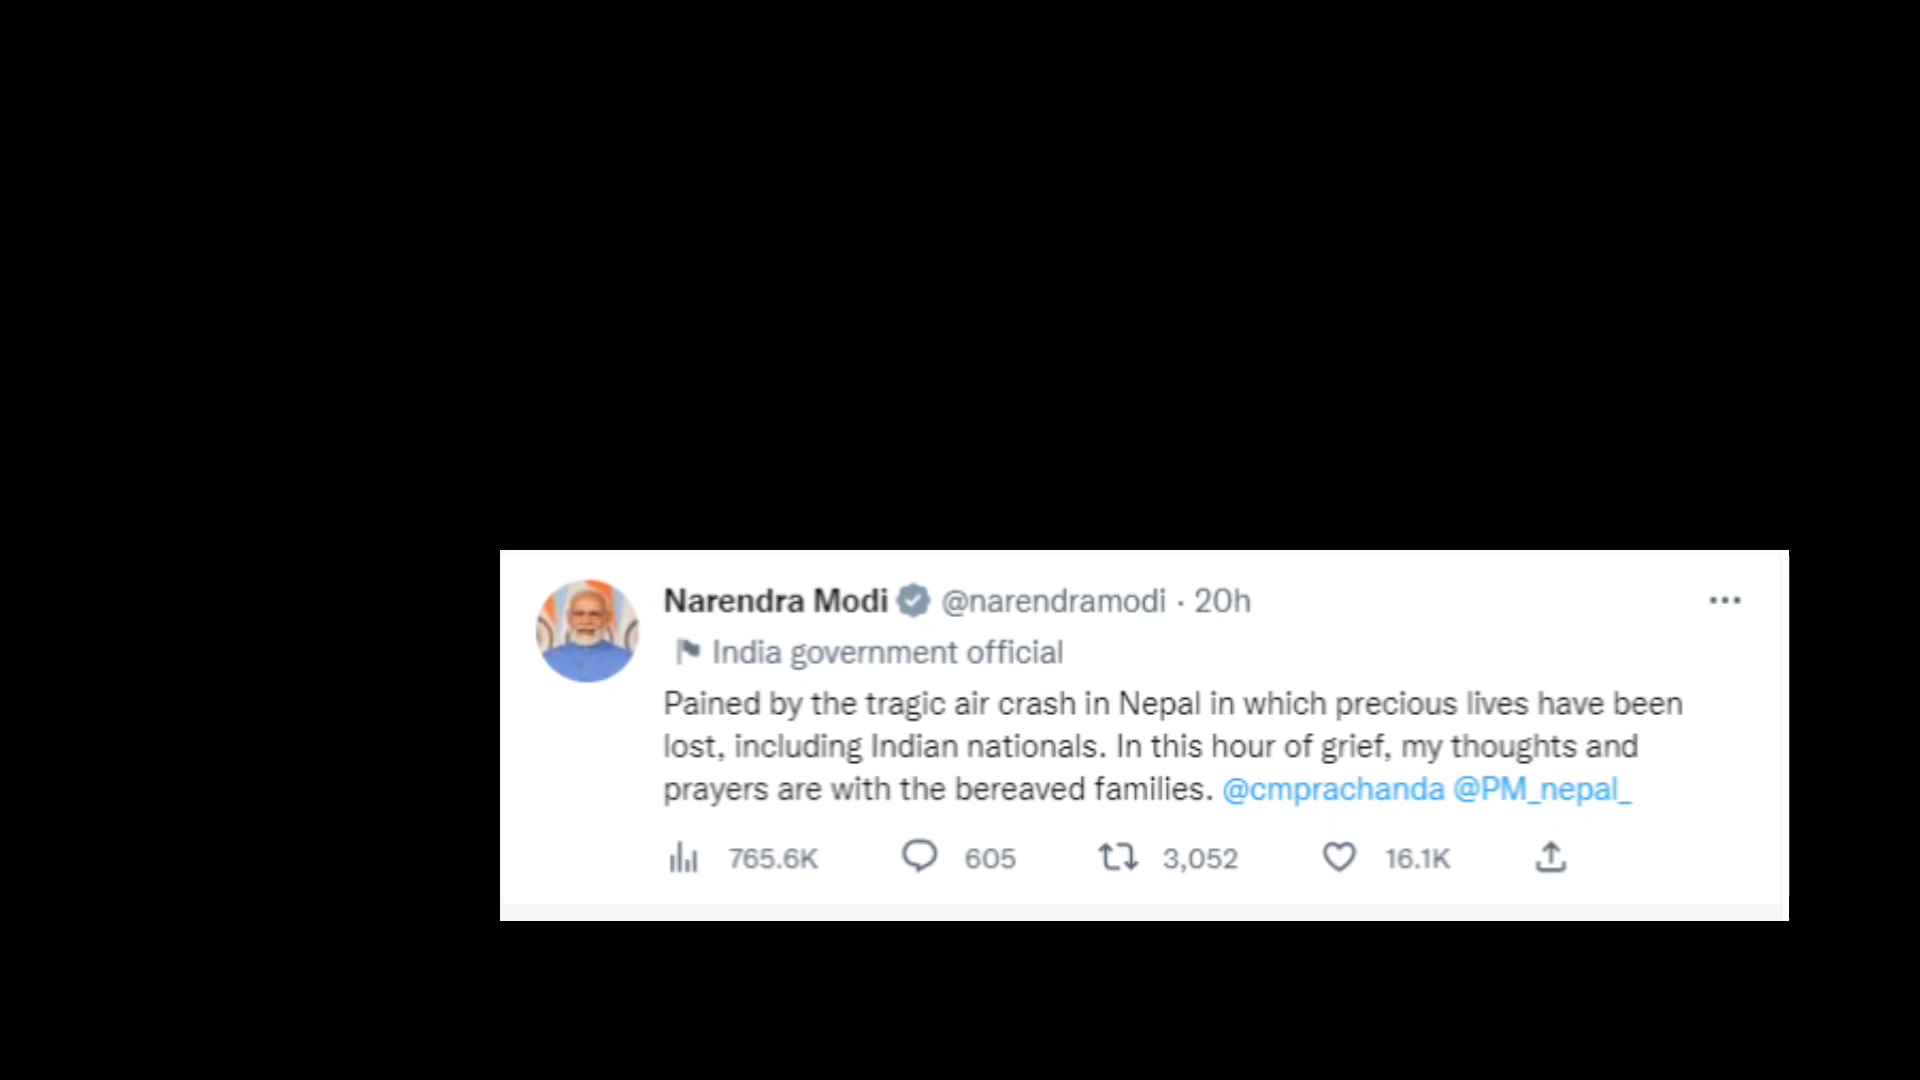 Narendra Modi @narendramodi · 20h
India government official
Pained by the tragic air crash in Nepal in which precious lives have been
lost, including Indian nationals. In this hour of grief, my thoughts and
prayers are with the bereaved families. @cmprachanda @PM_nepal_
765.6K 605 3,052 16.1K